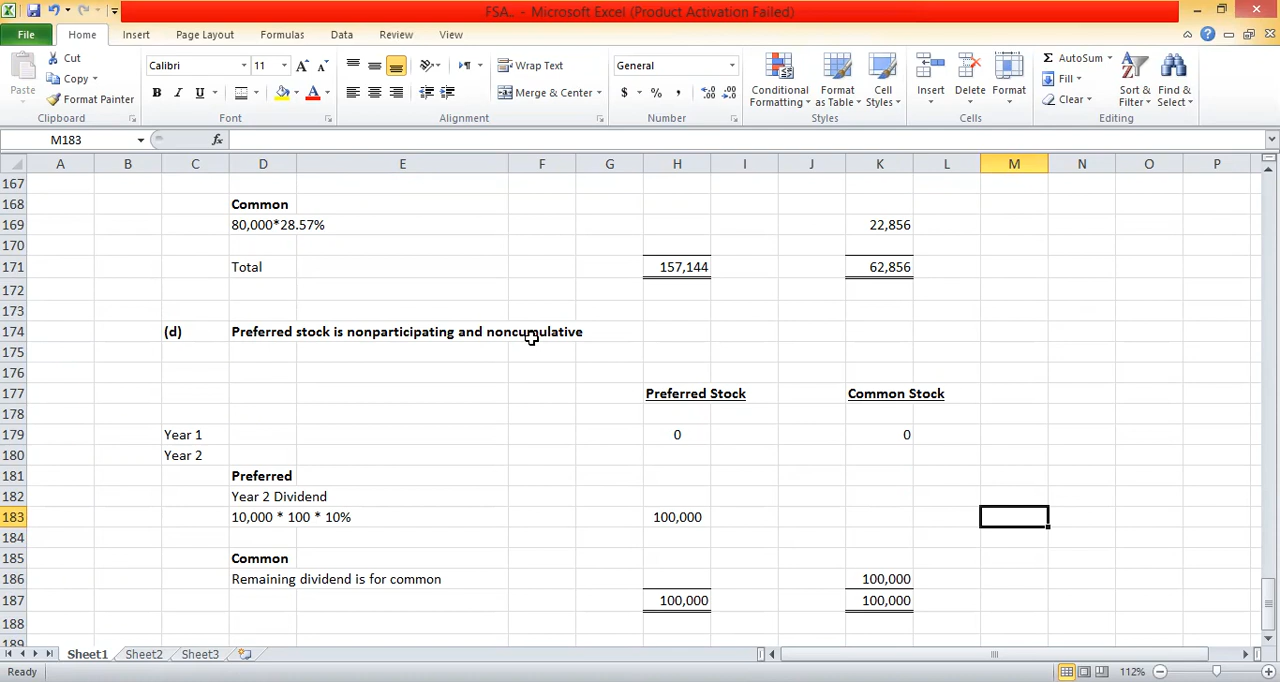 FSA.. - Microsoft Excel (Product Activation Failed)
File Home Insert Page Layout Formulas Data Review View
Paste
Cut
Copy
Format Painter
Clipboard
Calibri 11
B I U
Font
Wrap Text
Merge & Center
Alignment
General
$ % ,
Number
Conditional Formatting
Format as Table
Cell Styles
Styles
Insert Delete Format
Cells
AutoSum
Fill
Clear
Sort & Filter
Find & Select
Editing
M183 fx
A B C D E F G H I J K L M N O P
167
168 Common
169 80,000*28.57% 22,856
170
171 Total 157,144 62,856
172
173
174 (d) Preferred stock is nonparticipating and noncumulative
175
176
177 Preferred Stock Common Stock
178
179 Year 1 0 0
180 Year 2
181 Preferred
182 Year 2 Dividend
183 10,000 * 100 * 10% 100,000
184
185 Common
186 Remaining dividend is for common 100,000
187 100,000 100,000
188
189
Sheet1 Sheet2 Sheet3
Ready 112%